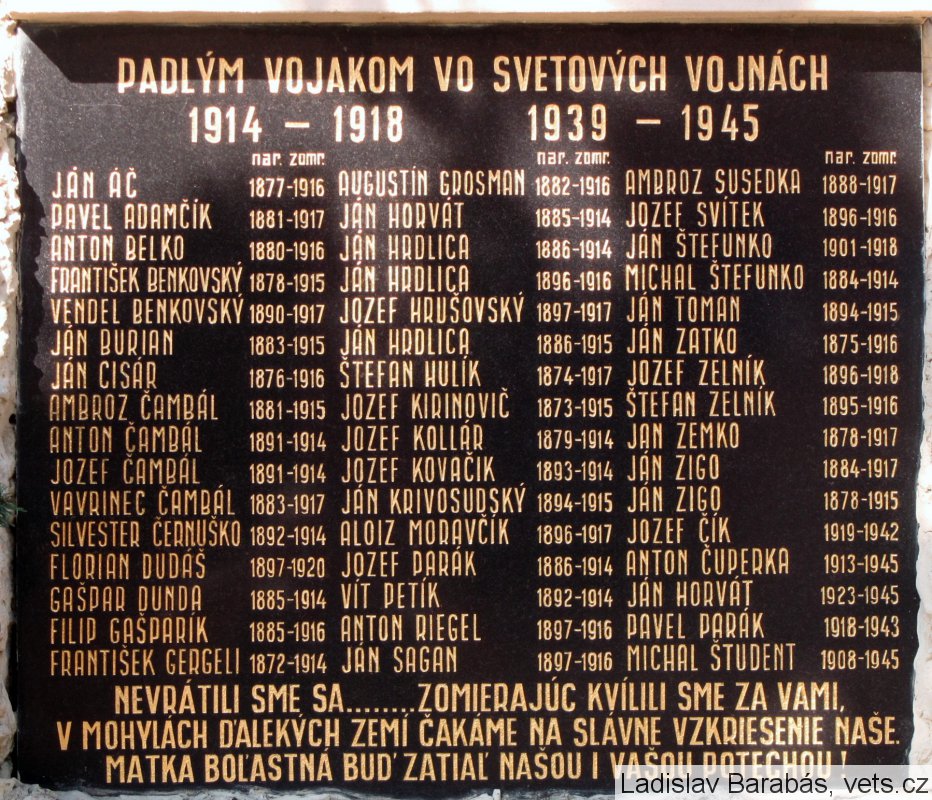 PADLÝM VOJAKOM VO SVETOVÝCH VOJNÁCH
1914 – 1918 1939 – 1945
nar. zomr. nar. zomr. nar. zomr.
JÁN ÁČ 1877-1916 AUGUSTÍN GROSMAN 1882-1916 AMBROZ SUSEDKA 1888-1917
PAVEL ADAMČÍK 1881-1917 JÁN HORVÁT 1885-1914 JOZEF SVÍTEK 1896-1916
ANTON BELKO 1880-1916 JÁN HRDLICA 1886-1914 JÁN ŠTEFUNKO 1901-1918
FRANTIŠEK BENKOVSKÝ 1878-1915 JÁN HRDLICA 1896-1916 MICHAL ŠTEFUNKO 1884-1914
VENDEL BENKOVSKÝ 1890-1917 JOZEF HRUŠOVSKÝ 1897-1917 JÁN TOMAN 1894-1915
JÁN BURIAN 1883-1915 JÁN HRDLICA 1886-1915 JÁN ZATKO 1875-1916
JÁN CISÁR 1876-1916 ŠTEFAN HULÍK 1874-1917 JOZEF ZELNÍK 1896-1918
AMBROZ ČAMBÁL 1881-1915 JOZEF KIRINOVIČ 1873-1915 ŠTEFAN ZELNÍK 1895-1916
ANTON ČAMBÁL 1891-1914 JOZEF KOLLÁR 1879-1914 JÁN ZEMKO 1878-1917
JOZEF ČAMBÁL 1891-1914 JOZEF KOVAČIK 1893-1914 JÁN ZIGO 1884-1917
VAVRINEC ČAMBÁL 1883-1917 JÁN KRIVOSUDSKÝ 1894-1915 JÁN ZIGO 1878-1915
SILVESTER ČERNUŠKO 1892-1914 ALOIZ MORAVČÍK 1896-1917 JOZEF ČÍK 1919-1942
FLORIAN DUDÁŠ 1897-1920 JOZEF PARÁK 1886-1914 ANTON ČUPERKA 1913-1945
GAŠPAR DUNDA 1885-1914 VÍT PETÍK 1892-1914 JÁN HORVÁT 1923-1945
FILIP GAŠPARÍK 1885-1916 ANTON RIEGEL 1897-1916 PAVEL PARÁK 1918-1943
FRANTIŠEK GERGELI 1872-1914 JÁN SAGAN 1897-1916 MICHAL ŠTUDENT 1908-1945
NEVRÁTILI SME SA........ZOMIERAJÚC KVÍLILI SME ZA VAMI,
V MOHYLÁCH ĎALEKÝCH ZEMÍ ČAKÁME NA SLÁVNE VZKRIESENIE NAŠE.
MATKA BOĽASTNÁ BUĎ ZATIAĽ NAŠOU I VAŠOU POTECHOU!
Ladislav Barabás, vets.cz